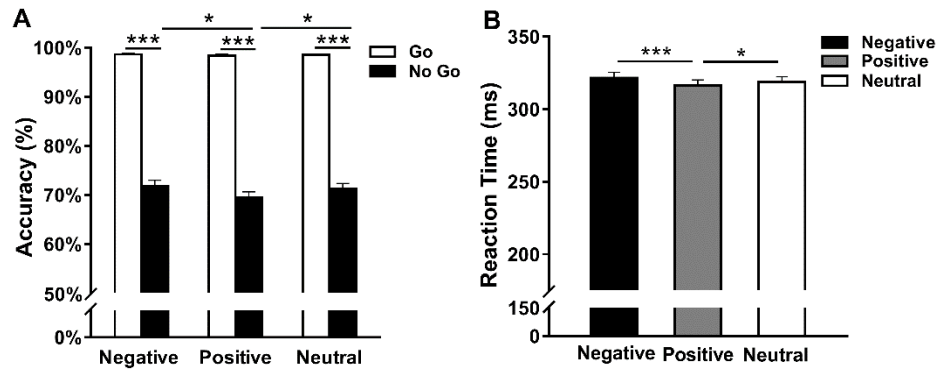 A
* *
*** *** ***
Go
No Go
100%
90%
80%
70%
60%
50%
0%
Accuracy (%)
Negative Positive Neutral
B
*** *
Negative
Positive
Neutral
350
300
250
200
150
0
Reaction Time (ms)
Negative Positive Neutral